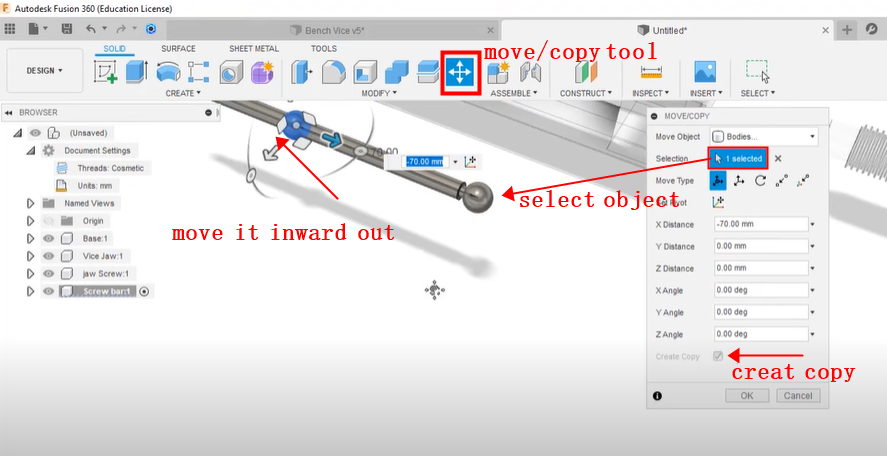 Autodesk Fusion 360 (Education License)
Bench Vice v5*
Untitled*
SOLID SURFACE SHEET METAL TOOLS
move/copy tool
DESIGN
CREATE MODIFY ASSEMBLE CONSTRUCT INSPECT INSERT SELECT
BROWSER
(Unsaved)
Document Settings
Threads: Cosmetic
Units: mm
Named Views
Origin
Base:1
Vice Jaw:1
jaw Screw:1
Screw bar:1
-70.00 mm
move it inward out
select object
MOVE/COPY
Move Object Bodies...
Selection 1 selected
Move Type
Pivot
X Distance -70.00 mm
Y Distance 0.00 mm
Z Distance 0.00 mm
X Angle 0.00 deg
Y Angle 0.00 deg
Z Angle 0.00 deg
Create Copy
creat copy
OK Cancel